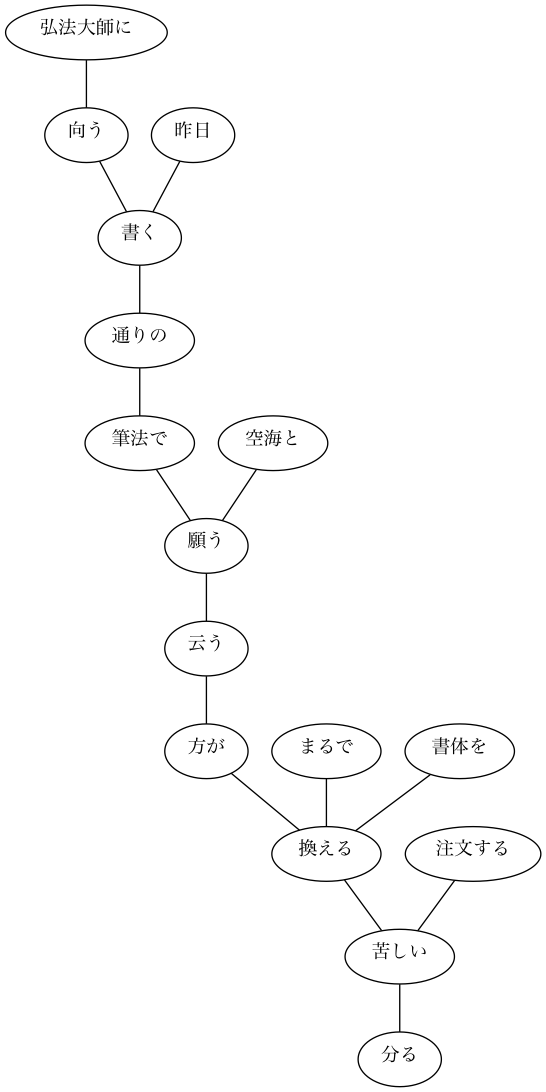 弘法大師に
向う
昨日
書く
通りの
筆法で
空海と
願う
云う
方が
まるで
書体を
換える
注文する
苦しい
分る